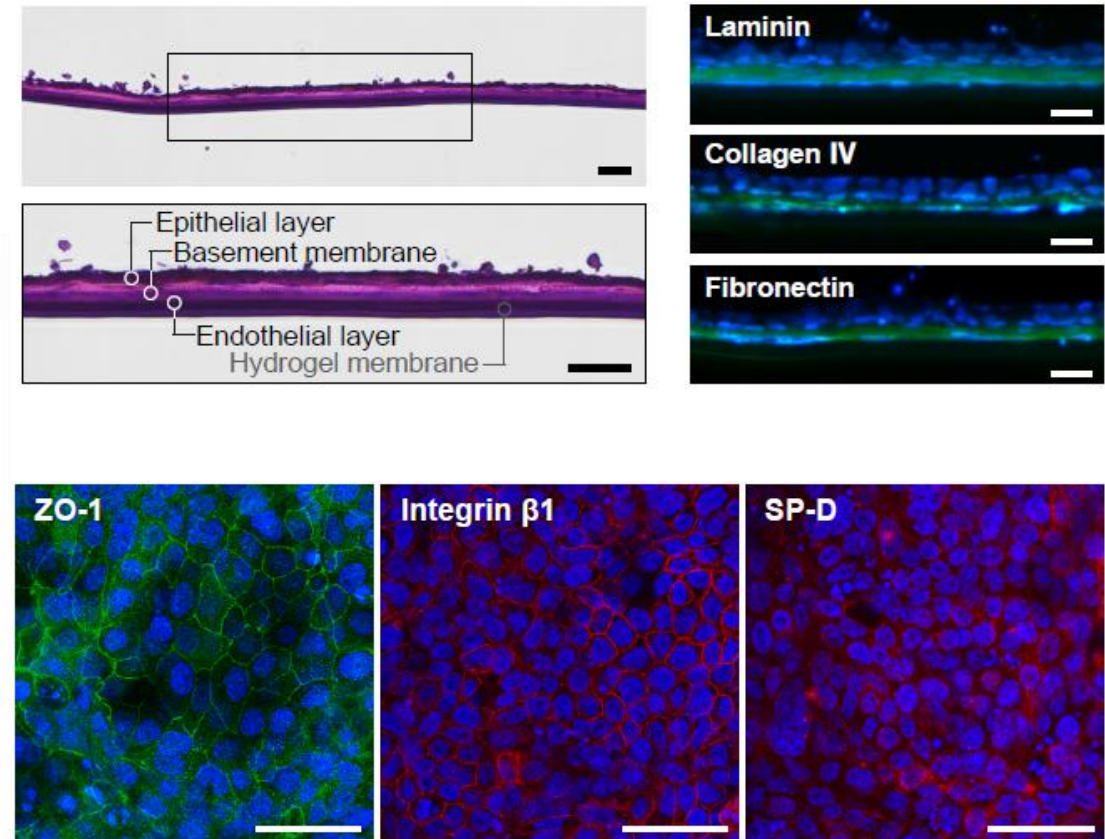 Epithelial layer
Basement membrane
Endothelial layer
Hydrogel membrane
Laminin
Collagen IV
Fibronectin
ZO-1
Integrin β1
SP-D